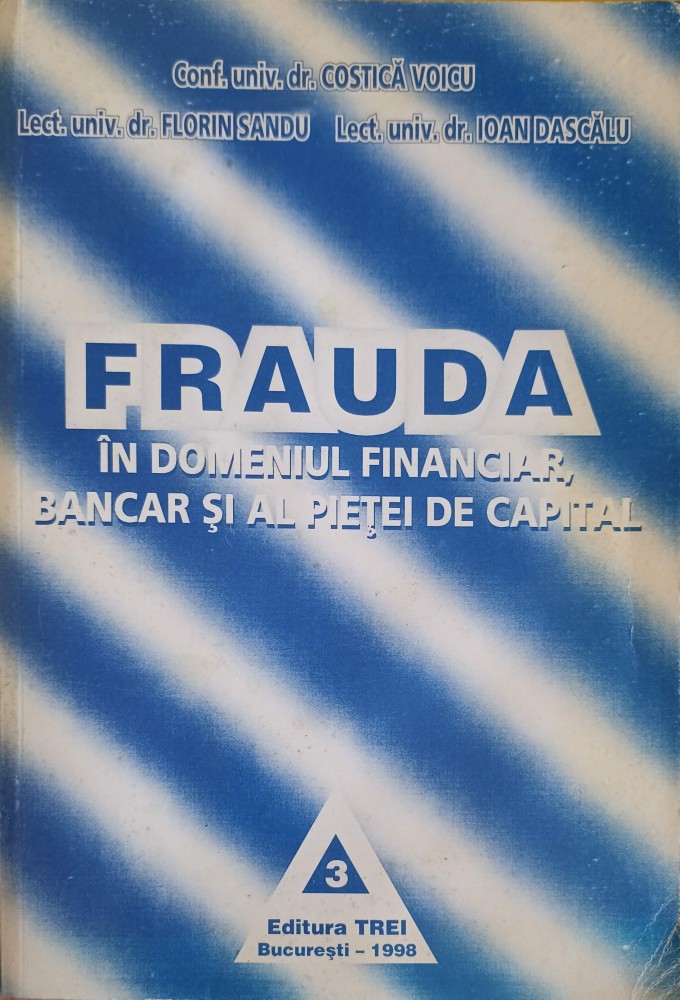 Conf. univ. dr. COSTICĂ VOICU
Lect. univ. dr. FLORIN SANDU Lect. univ. dr. IOAN DASCĂLU
FRAUDA
ÎN DOMENIUL FINANCIAR,
BANCAR ŞI AL PIEŢEI DE CAPITAL
3
Editura TREI
Bucureşti – 1998